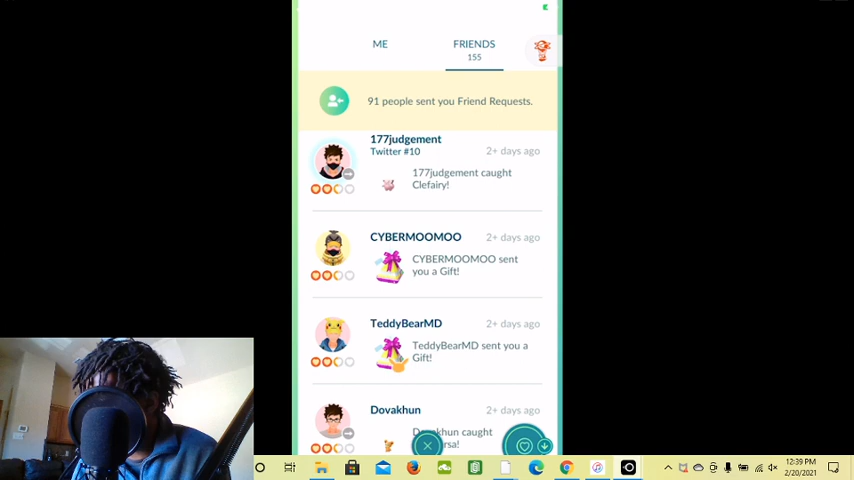 ME
FRIENDS
155
91 people sent you Friend Requests.
177judgement
Twitter #10
2+ days ago
177judgement caught
Clefairy!
CYBERMOOMOO
2+ days ago
CYBERMOOMOO sent
you a Gift!
TeddyBearMD
2+ days ago
TeddyBearMD sent you a
Gift!
Dovakhun
2+ days ago
caught
12:39 PM
2/20/2021